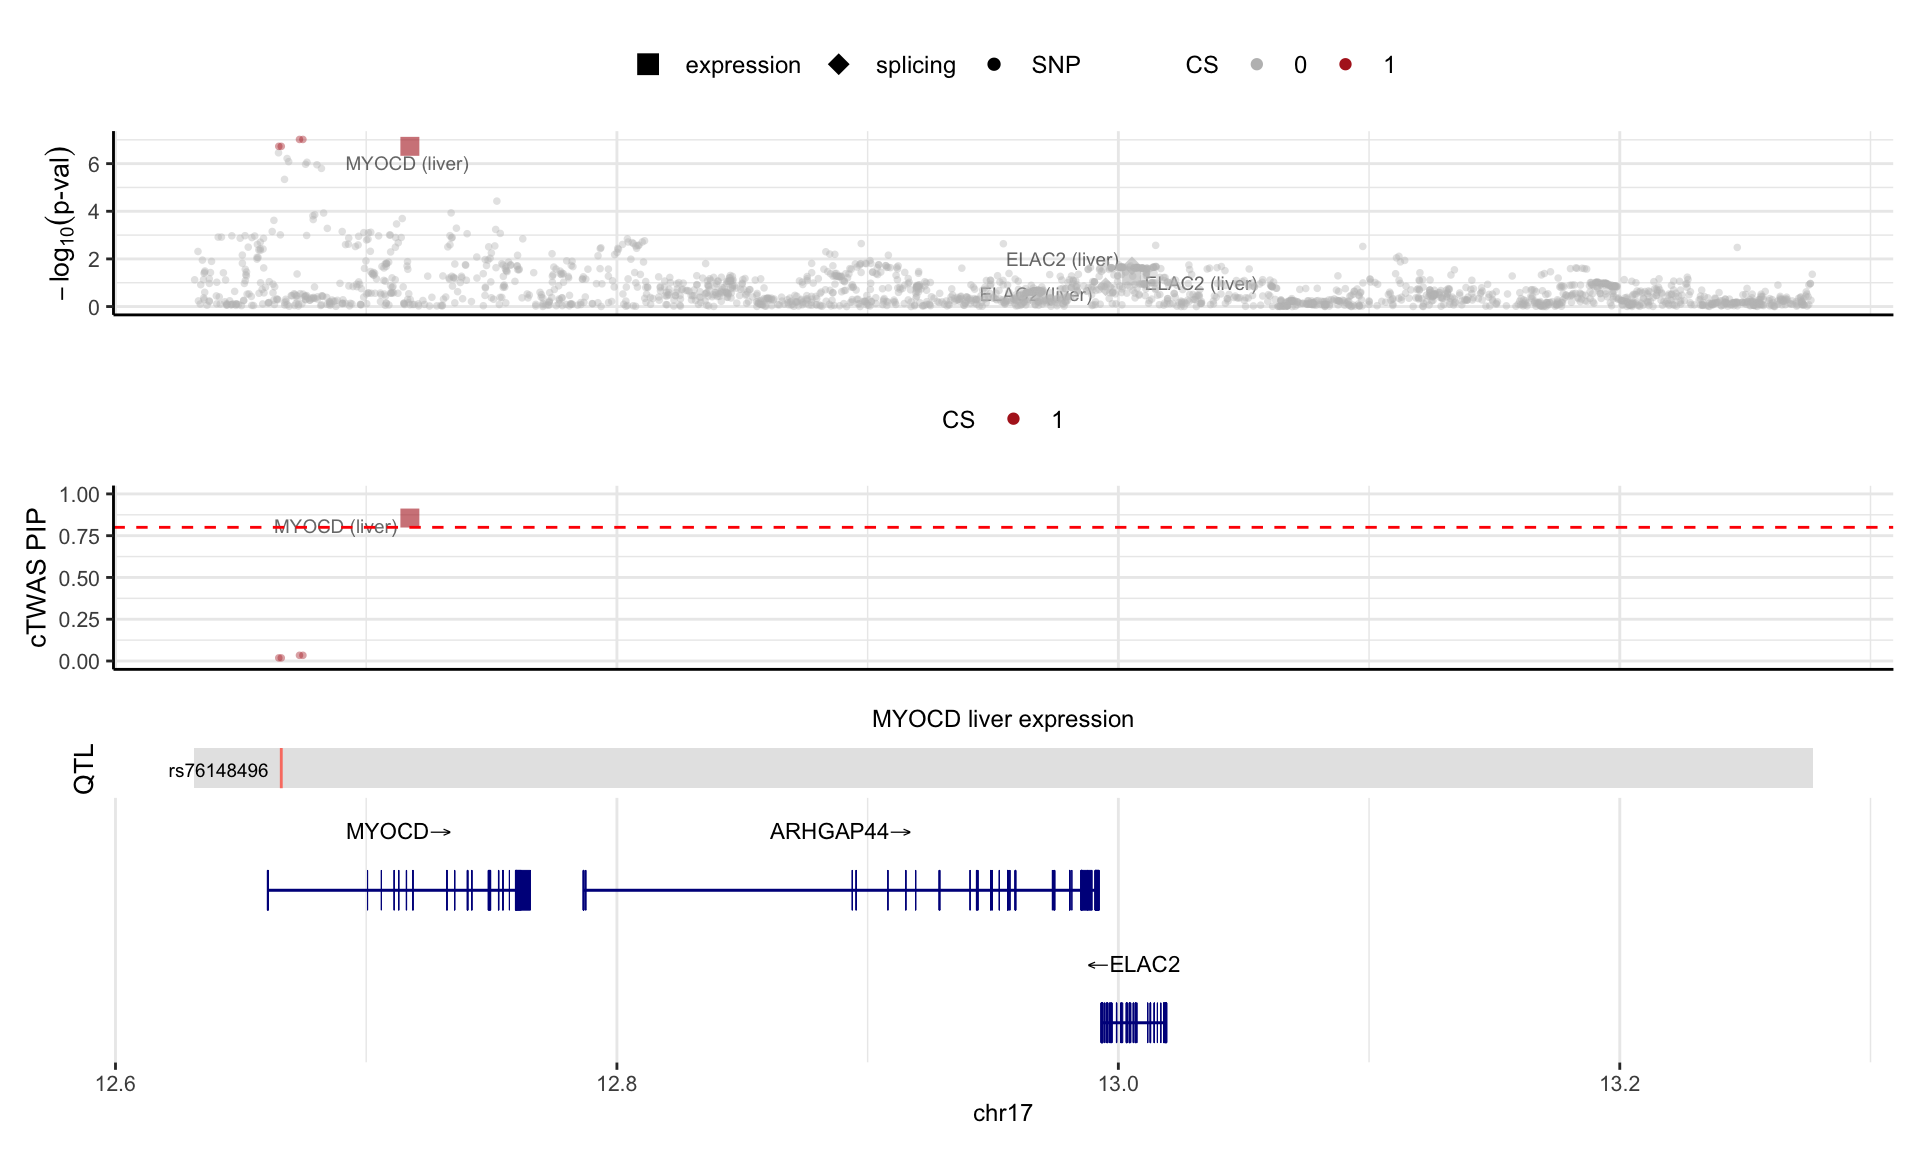 expression splicing SNP CS 0 1
−log10(p-val)
6
4
2
0
MYOCD (liver)
ELAC2 (liver)
ELAC2 (liver)
ELAC2 (liver)
CS 1
cTWAS PIP
1.00
0.75
0.50
0.25
0.00
MYOCD (liver)
MYOCD liver expression
QTL
rs76148496
MYOCD→
ARHGAP44→
←ELAC2
12.6 12.8 13.0 13.2
chr17